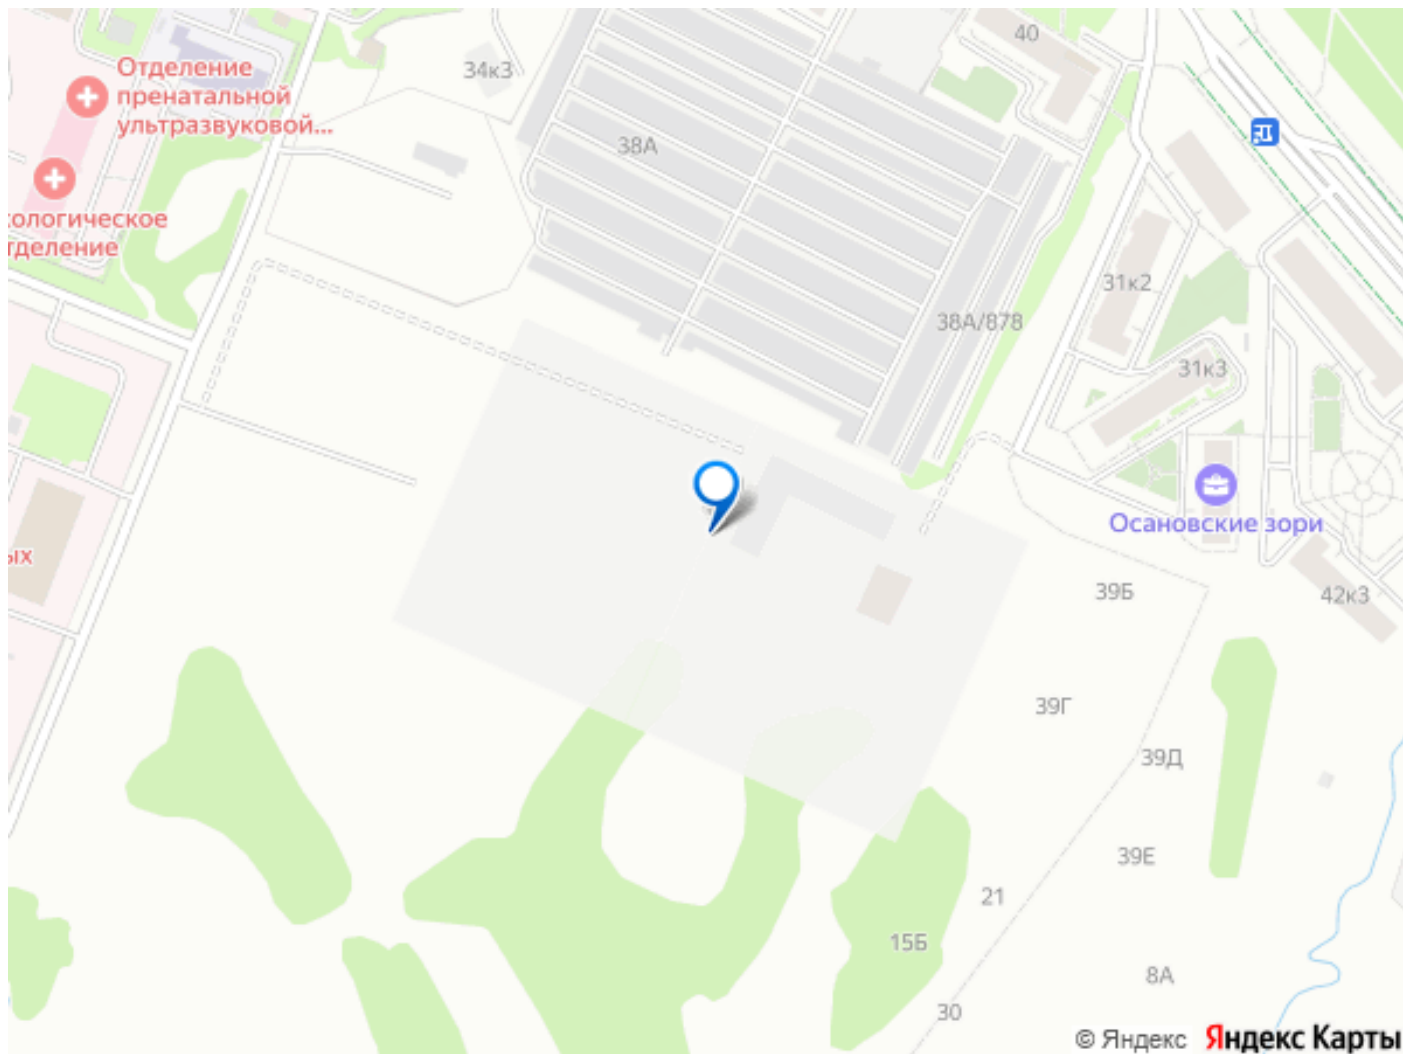 40
34к3
Отделение
пренатальной
ультразвуковой...
38А
кологическое
тделение
31к2
38А/878
31к3
Осановские зори
ых
39Б
42к3
39Г
39Д
39Е
21
15Б
8А
30
© Яндекс Яндекс Карты